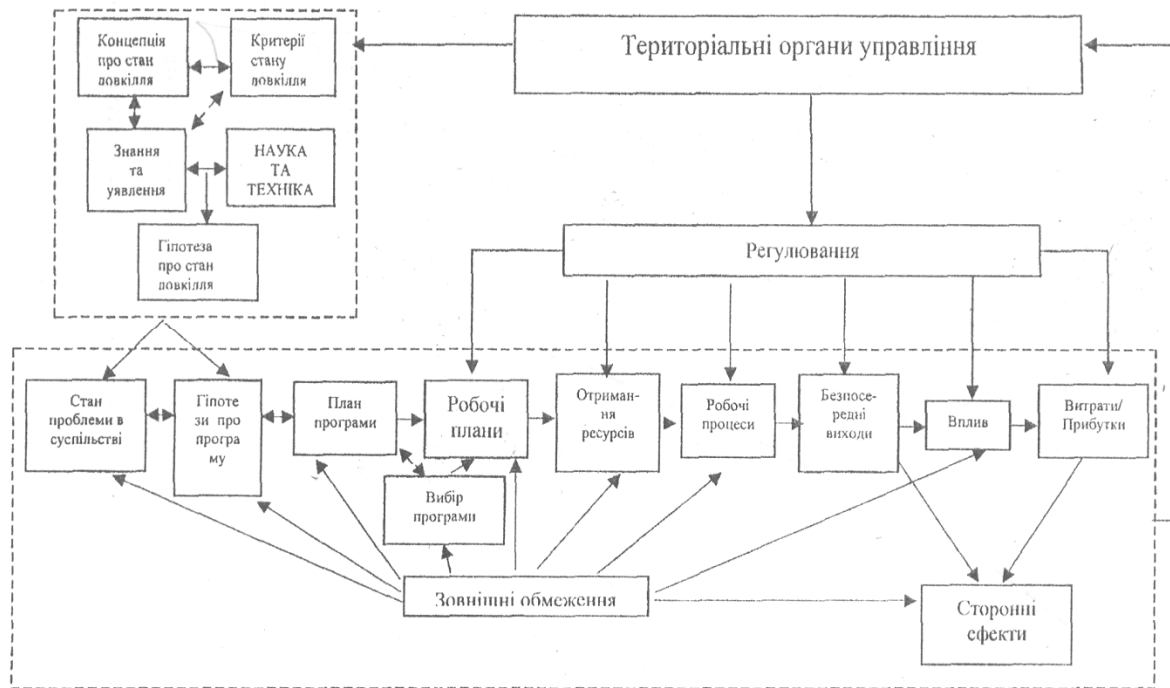 Концепція
про стан
довкілля
Критерії
стану
довкілля
Територіальні органи управління
Знання
та
уявлення
НАУКА
ТА
ТЕХНІКА
Гіпотеза
про стан
довкілля
Регулювання
Стан
проблеми в
суспільстві
Гіпоте
зи про
програ
му
План
програми
Робочі
плани
Отриман-
ня
ресурсів
Робочі
процеси
Безпосе-
редні
виходи
Вплив
Витрати/
Прибутки
Вибір
програми
Зовнішні обмеження
Сторонні
ефекти